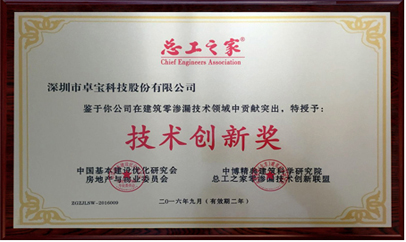 总工之家®
Chief Engineers Association
深圳市卓宝科技股份有限公司
鉴于你公司在建筑零渗漏技术领域中贡献突出，特授予：
技术创新奖
中国基本建设优化研究会 中博精典建筑科学研究院
房地产与物业委员会 总工之家零渗漏技术创新联盟
二〇一六年九月（有效期二年）